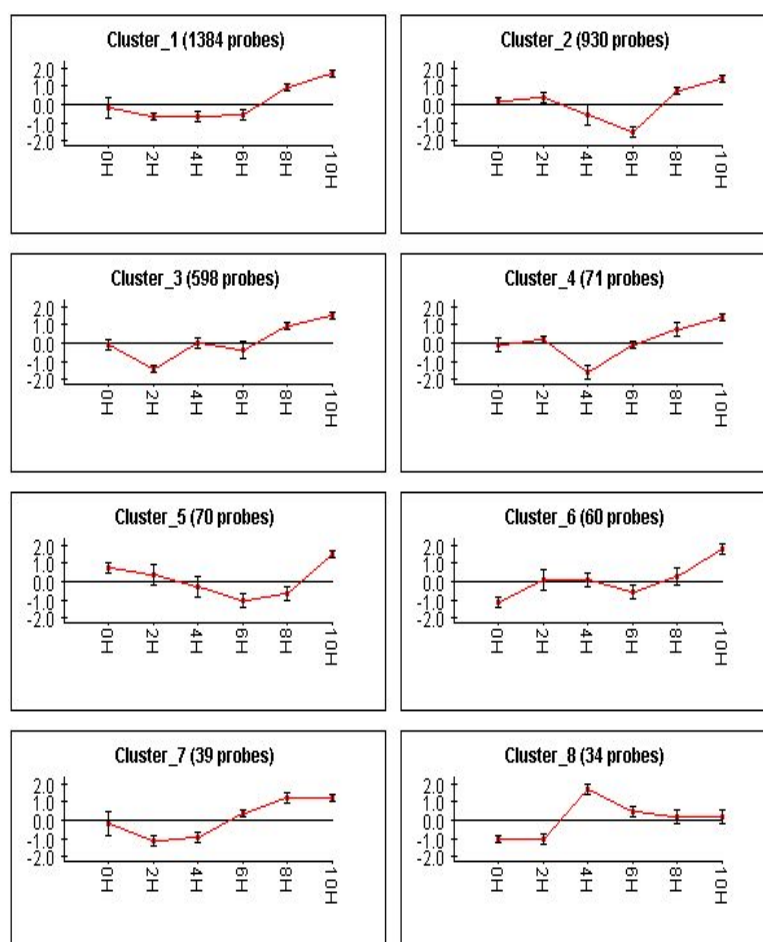 Cluster_1 (1384 probes)
2.0
1.0
0.0
-1.0
-2.0
0H 2H 4H 6H 8H 10H
Cluster_2 (930 probes)
2.0
1.0
0.0
-1.0
-2.0
0H 2H 4H 6H 8H 10H
Cluster_3 (598 probes)
2.0
1.0
0.0
-1.0
-2.0
0H 2H 4H 6H 8H 10H
Cluster_4 (71 probes)
2.0
1.0
0.0
-1.0
-2.0
0H 2H 4H 6H 8H 10H
Cluster_5 (70 probes)
2.0
1.0
0.0
-1.0
-2.0
0H 2H 4H 6H 8H 10H
Cluster_6 (60 probes)
2.0
1.0
0.0
-1.0
-2.0
0H 2H 4H 6H 8H 10H
Cluster_7 (39 probes)
2.0
1.0
0.0
-1.0
-2.0
0H 2H 4H 6H 8H 10H
Cluster_8 (34 probes)
2.0
1.0
0.0
-1.0
-2.0
0H 2H 4H 6H 8H 10H